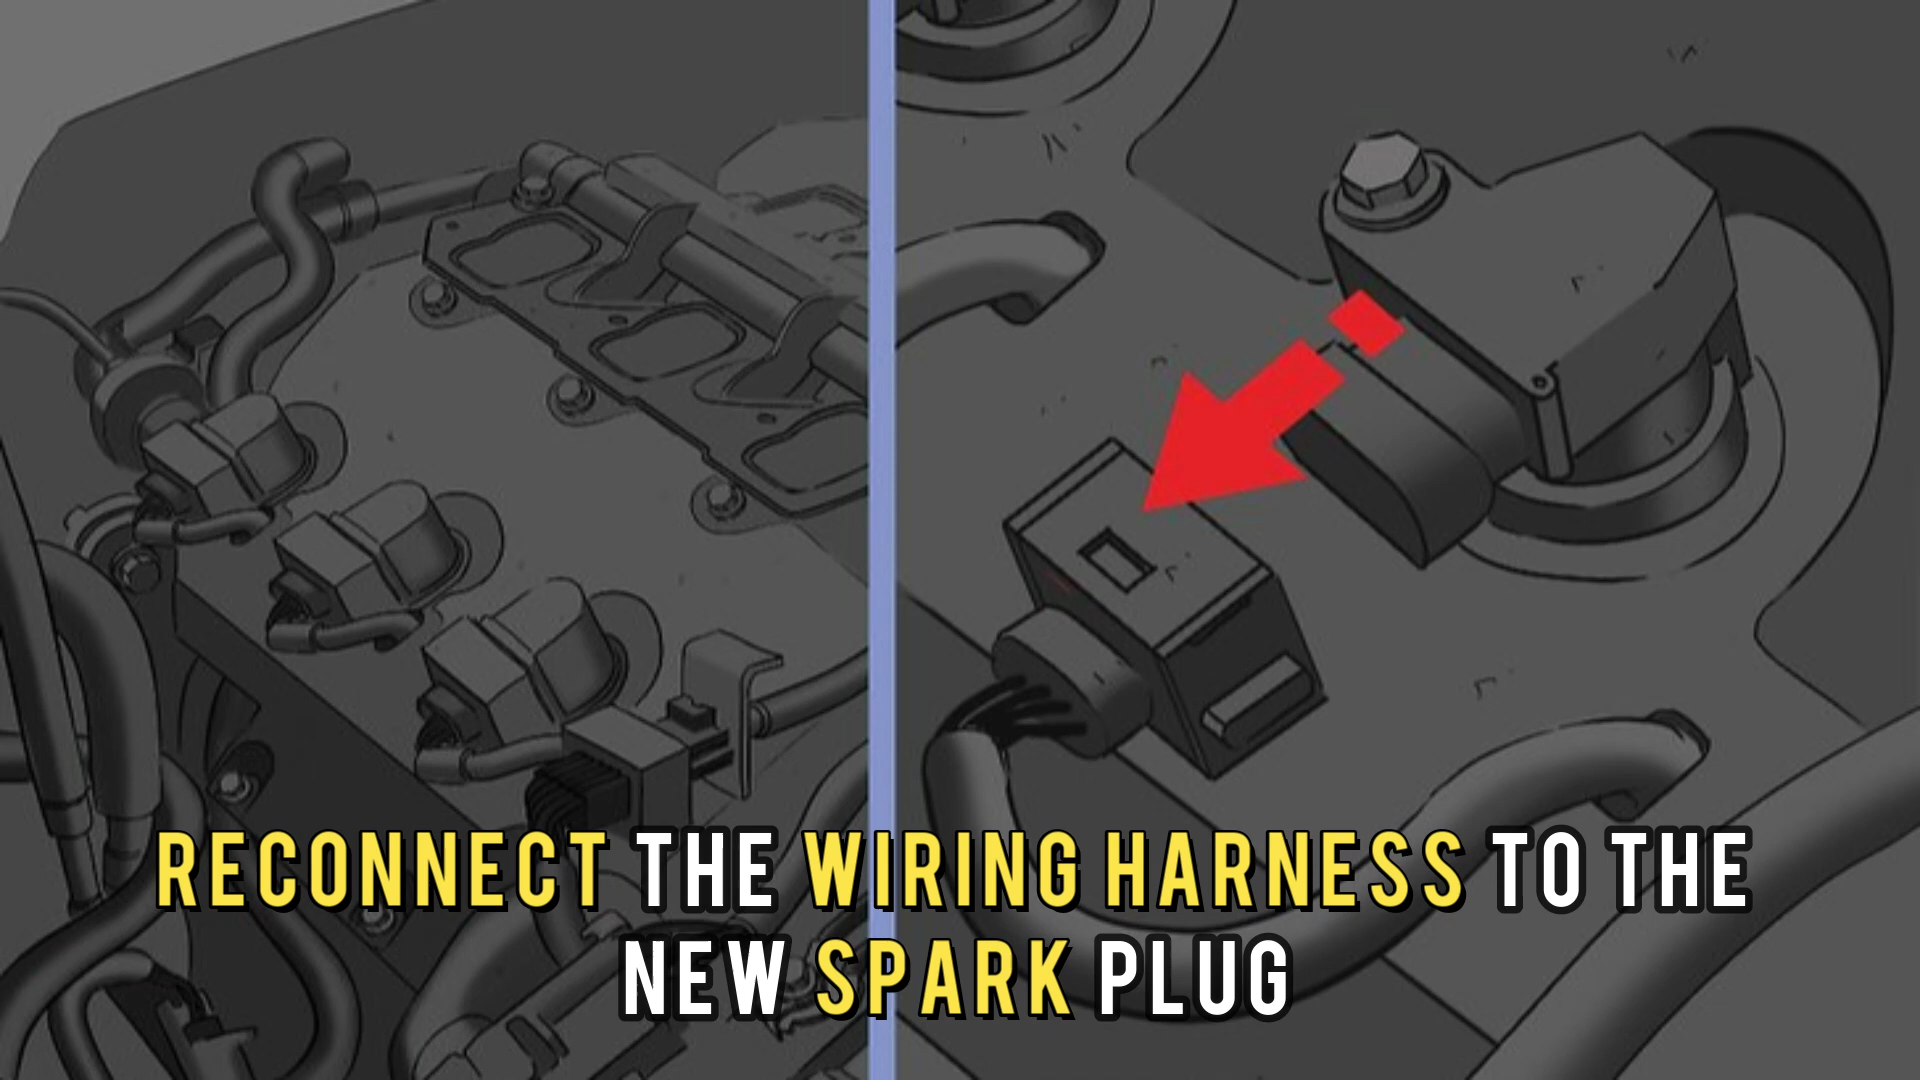 RECONNECT THE WIRING HARNESS TO THE
NEW SPARK PLUG